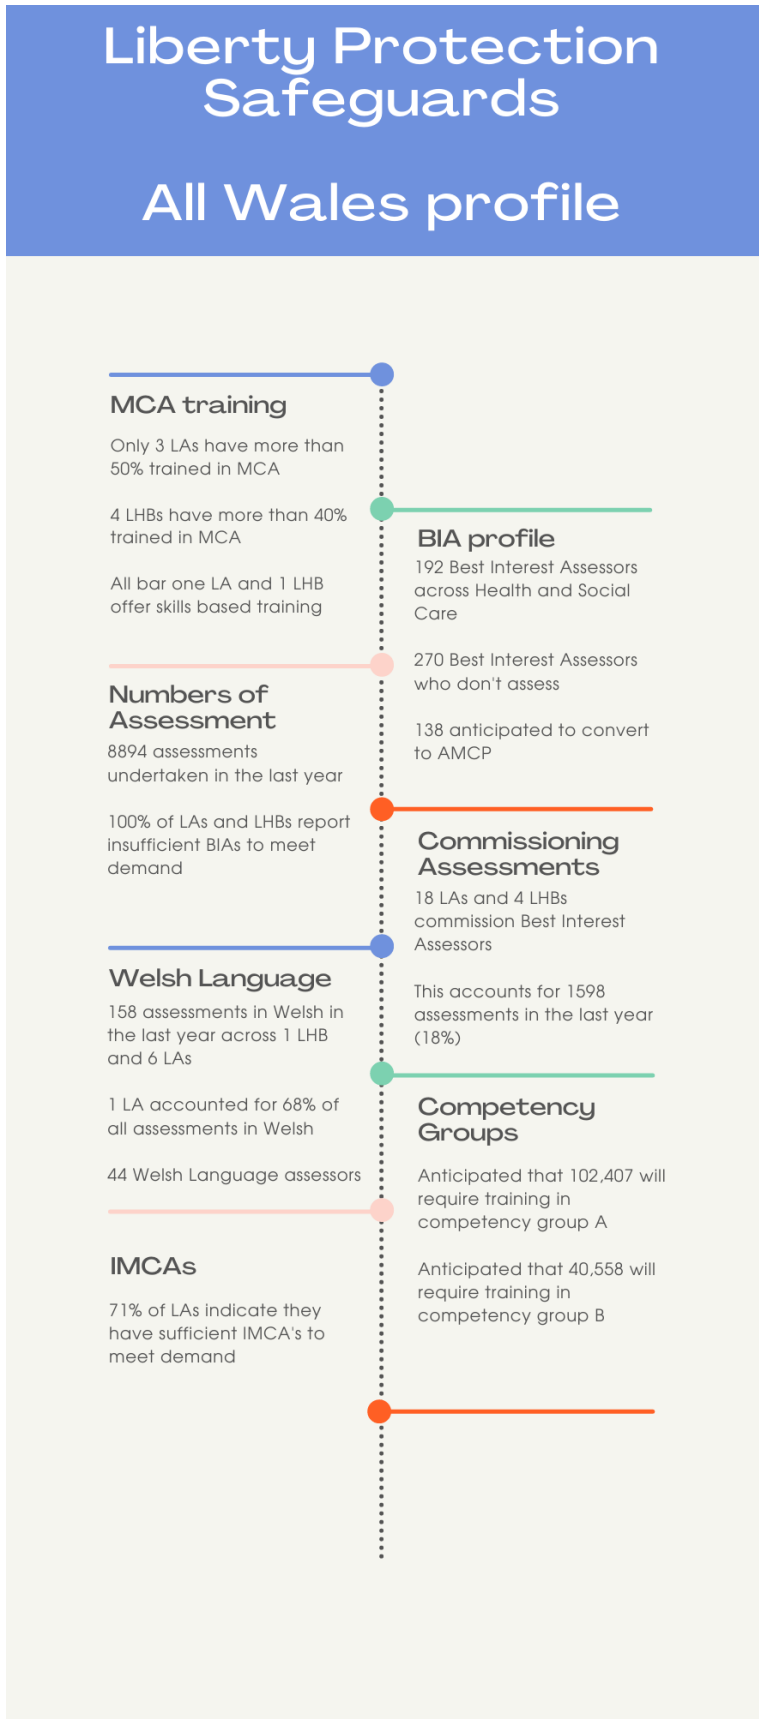 Liberty Protection
Safeguards
All Wales profile
MCA training
Only 3 LAs have more than
50% trained in MCA
4 LHBs have more than 40%
trained in MCA
All bar one LA and 1 LHB
offer skills based training
BIA profile
192 Best Interest Assessors
across Health and Social
Care
270 Best Interest Assessors
who don't assess
138 anticipated to convert
to AMCP
Numbers of
Assessment
8894 assessments
undertaken in the last year
100% of LAs and LHBs report
insufficient BIAs to meet
demand
Commissioning
Assessments
18 LAs and 4 LHBs
commission Best Interest
Assessors
This accounts for 1598
assessments in the last year
(18%)
Welsh Language
158 assessments in Welsh in
the last year across 1 LHB
and 6 LAs
1 LA accounted for 68% of
all assessments in Welsh
44 Welsh Language assessors
Competency
Groups
Anticipated that 102,407 will
require training in
competency group A
Anticipated that 40,558 will
require training in
competency group B
IMCAs
71% of LAs indicate they
have sufficient IMCA's to
meet demand